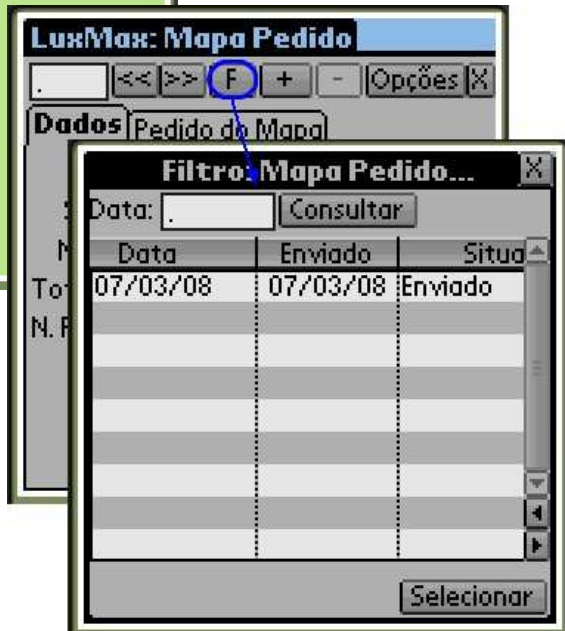 LuxMax: Mapa Pedido
. << >> F + - Opções X
Dados Pedido do Mapa
Tot
N. F
Filtro: Mapa Pedido... X
Data: . Consultar
Data Enviado Situa
07/03/08 07/03/08 Enviado
Selecionar